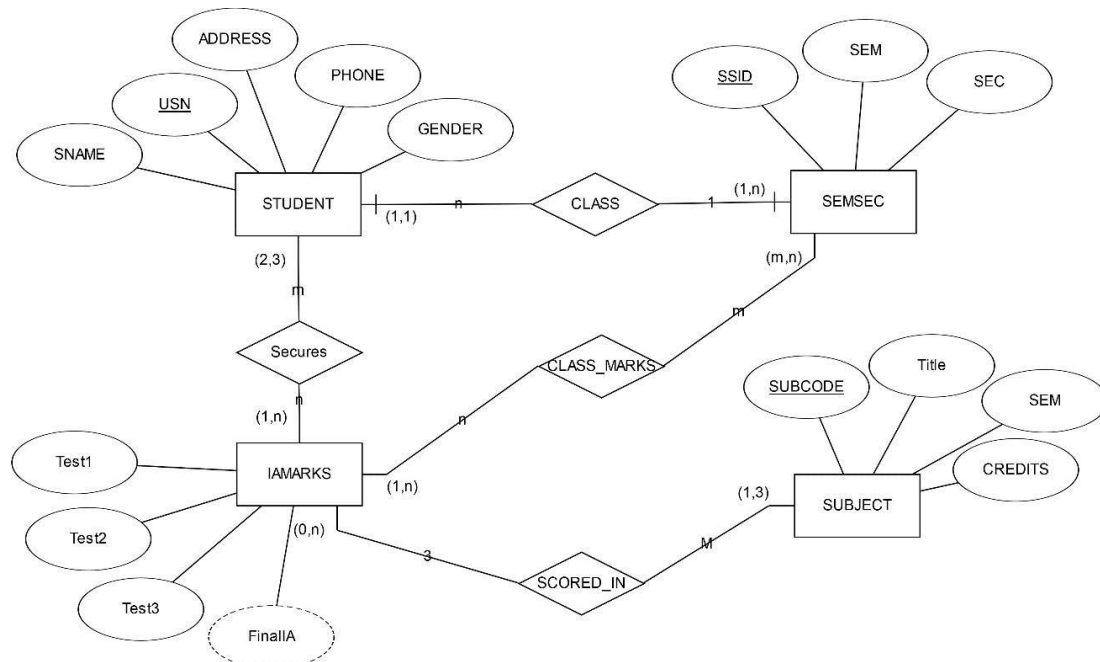 ADDRESS
SEM
PHONE
SSID
USN
SEC
GENDER
SNAME
STUDENT
n
CLASS
1
(1,n)
SEMSEC
(1,1)
(2,3)
(m,n)
m
m
Secures
CLASS_MARKS
n
Title
SUBCODE
SEM
(1,n)
n
Test1
IAMARKS
CREDITS
(1,n)
(1,3)
SUBJECT
Test2
(0,n)
3
M
SCORED_IN
Test3
FinalIA